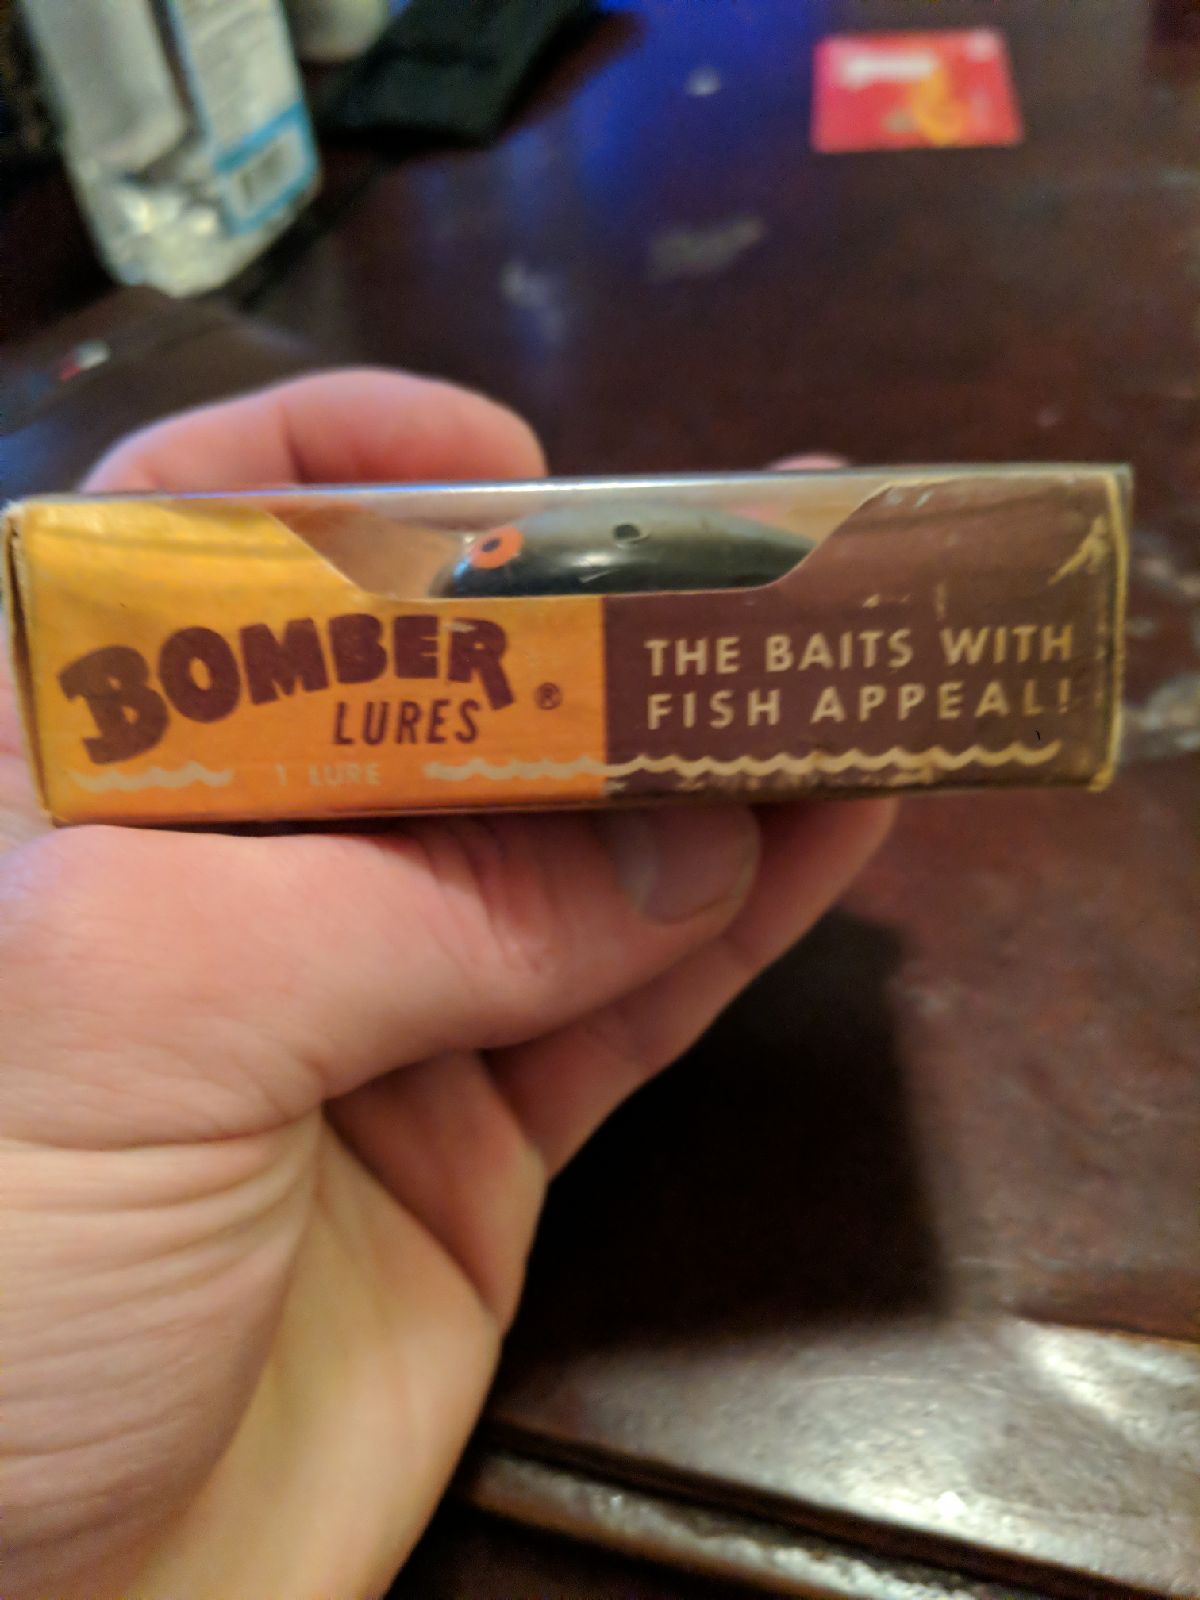 BOMBER
LURES ®
1 LURE
THE BAITS WITH
FISH APPEAL!